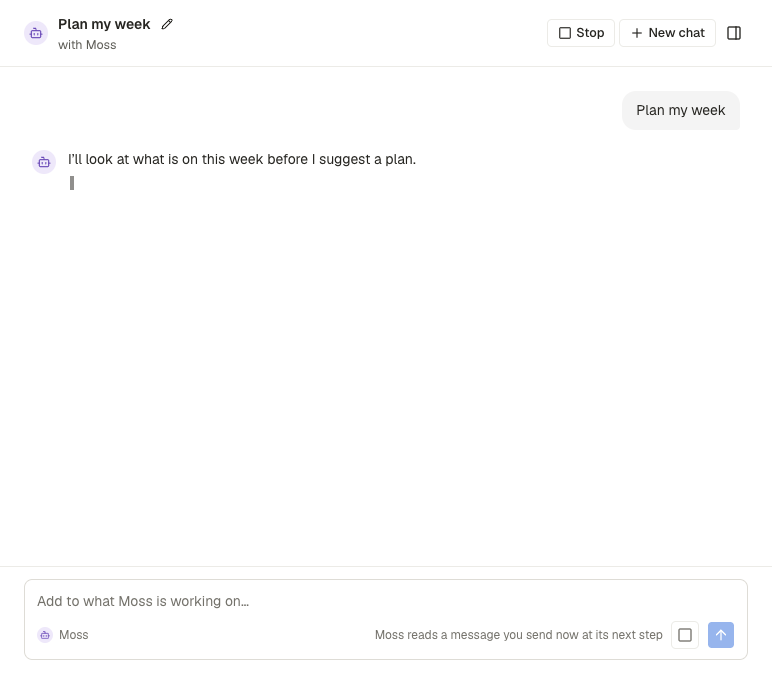 Plan my week
with Moss
Stop
New chat
Plan my week
I'll look at what is on this week before I suggest a plan.
Add to what Moss is working on...
Moss
Moss reads a message you send now at its next step